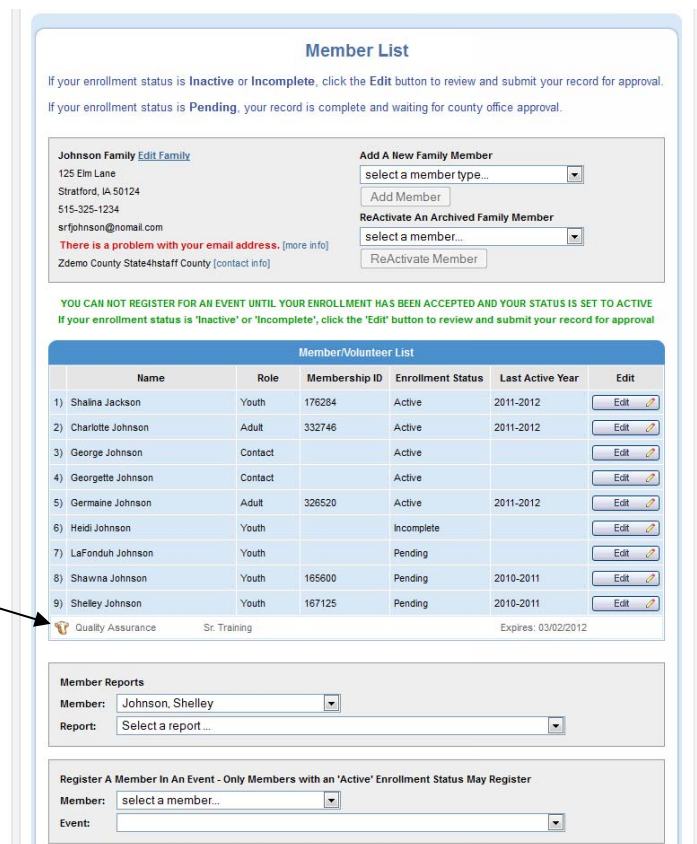 Member List
If your enrollment status is Inactive or Incomplete, click the Edit button to review and submit your record for approval.
If your enrollment status is Pending, your record is complete and waiting for county office approval.
Johnson Family Edit Family
125 Elm Lane
Stratford, IA 50124
515-325-1234
srfjohnson@nomail.com
There is a problem with your email address. [more info]
Zdemo County State4hstaff County [contact info]
Add A New Family Member
select a member type...
Add Member
ReActivate An Archived Family Member
select a member...
ReActivate Member
YOU CAN NOT REGISTER FOR AN EVENT UNTIL YOUR ENROLLMENT HAS BEEN ACCEPTED AND YOUR STATUS IS SET TO ACTIVE
If your enrollment status is 'Inactive' or 'Incomplete', click the 'Edit' button to review and submit your record for approval
Member/Volunteer List
Name Role Membership ID Enrollment Status Last Active Year Edit
1) Shalina Jackson Youth 176284 Active 2011-2012 Edit
2) Charlotte Johnson Adult 332746 Active 2011-2012 Edit
3) George Johnson Contact Active Edit
4) Georgette Johnson Contact Active Edit
5) Germaine Johnson Adult 326520 Active 2011-2012 Edit
6) Heidi Johnson Youth Incomplete Edit
7) LaFonduh Johnson Youth Pending Edit
8) Shawna Johnson Youth 165600 Pending 2010-2011 Edit
9) Shelley Johnson Youth 167125 Pending 2010-2011 Edit
Quality Assurance Sr. Training Expires: 03/02/2012
Member Reports
Member: Johnson, Shelley
Report: Select a report ...
Register A Member In An Event - Only Members with an 'Active' Enrollment Status May Register
Member: select a member...
Event: